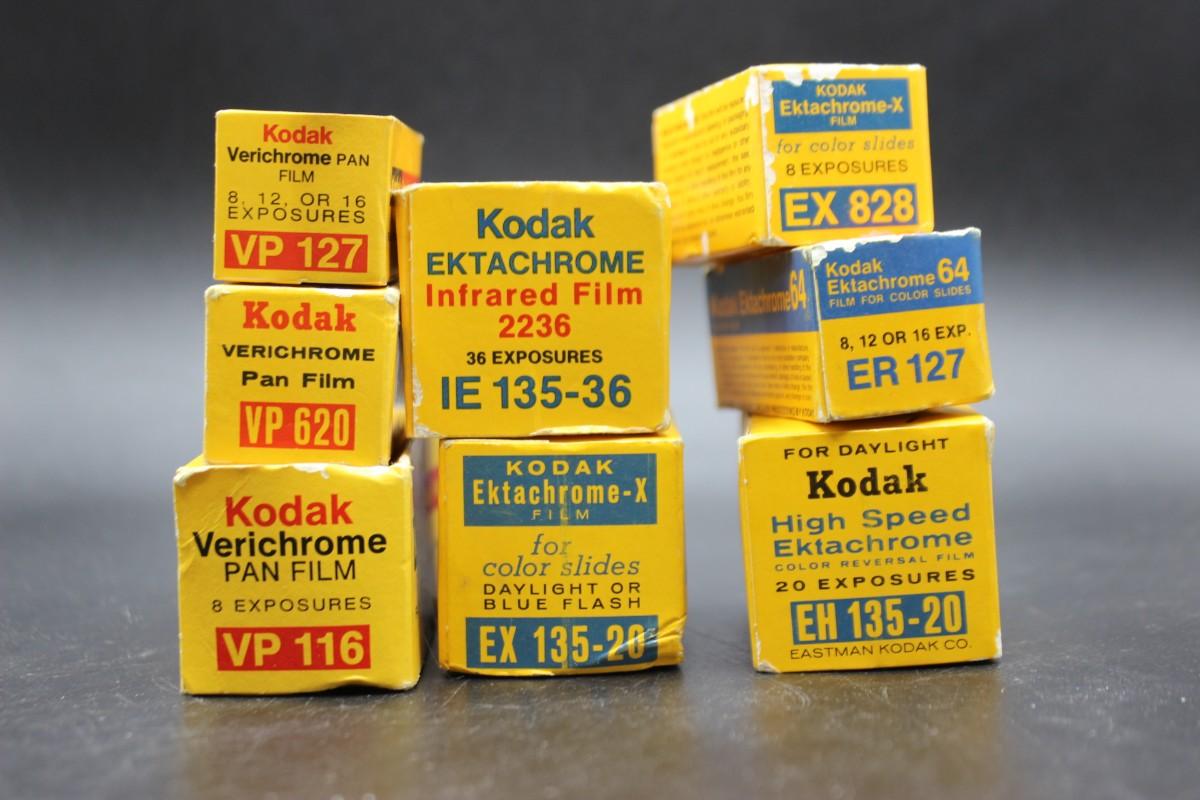 Kodak
Verichrome PAN
FILM
8, 12, OR 16
EXPOSURES
VP 127
Kodak
VERICHROME
Pan Film
VP 620
Kodak
Verichrome
PAN FILM
8 EXPOSURES
VP 116
Kodak
EKTACHROME
Infrared Film
2236
36 EXPOSURES
IE 135-36
KODAK
Ektachrome-X
FILM
for
color slides
DAYLIGHT OR
BLUE FLASH
EX 135-20
KODAK
Ektachrome-X
FILM
for color slides
8 EXPOSURES
EX 828
Ektachrome 64
Kodak
Ektachrome 64
FILM FOR COLOR SLIDES
8, 12 OR 16 EXP.
ER 127
FOR DAYLIGHT
Kodak
High Speed
Ektachrome
COLOR REVERSAL FILM
20 EXPOSURES
EH 135-20
EASTMAN KODAK CO.